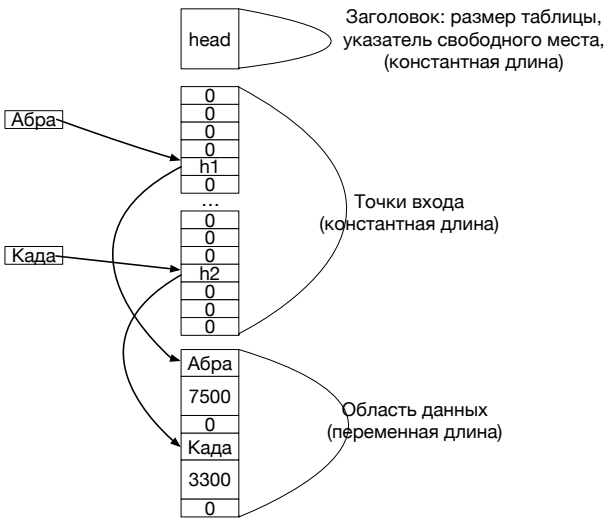 head
Заголовок: размер таблицы,
указатель свободного места,
(константная длина)
Абра
0
0
0
0
h1
0
...
Точки входа
(константная длина)
Када
0
0
0
h2
0
0
0
Абра
7500
0
Када
3300
0
Область данных
(переменная длина)